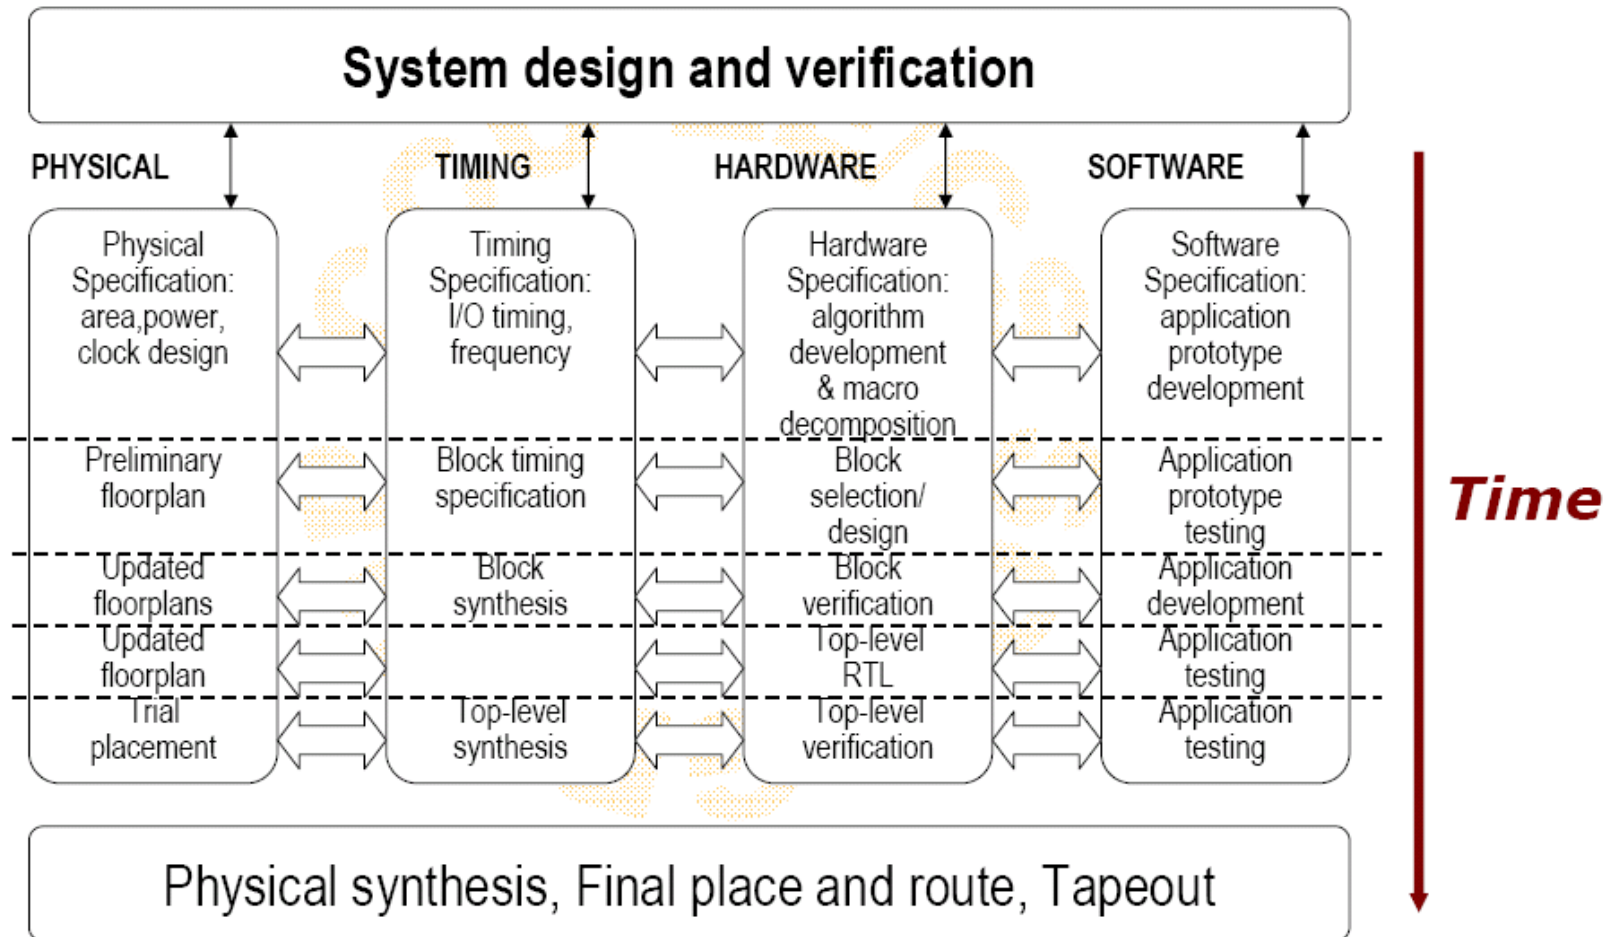 System design and verification
PHYSICAL
TIMING
HARDWARE
SOFTWARE
Physical
Specification:
area,power,
clock design
Timing
Specification:
I/O timing,
frequency
Hardware
Specification:
algorithm
development
& macro
decomposition
Software
Specification:
application
prototype
development
Preliminary
floorplan
Block timing
specification
Block
selection/
design
Application
prototype
testing
Time
Updated
floorplans
Block
synthesis
Block
verification
Application
development
Updated
floorplan
Top-level
RTL
Application
testing
Trial
placement
Top-level
synthesis
Top-level
verification
Application
testing
Physical synthesis, Final place and route, Tapeout